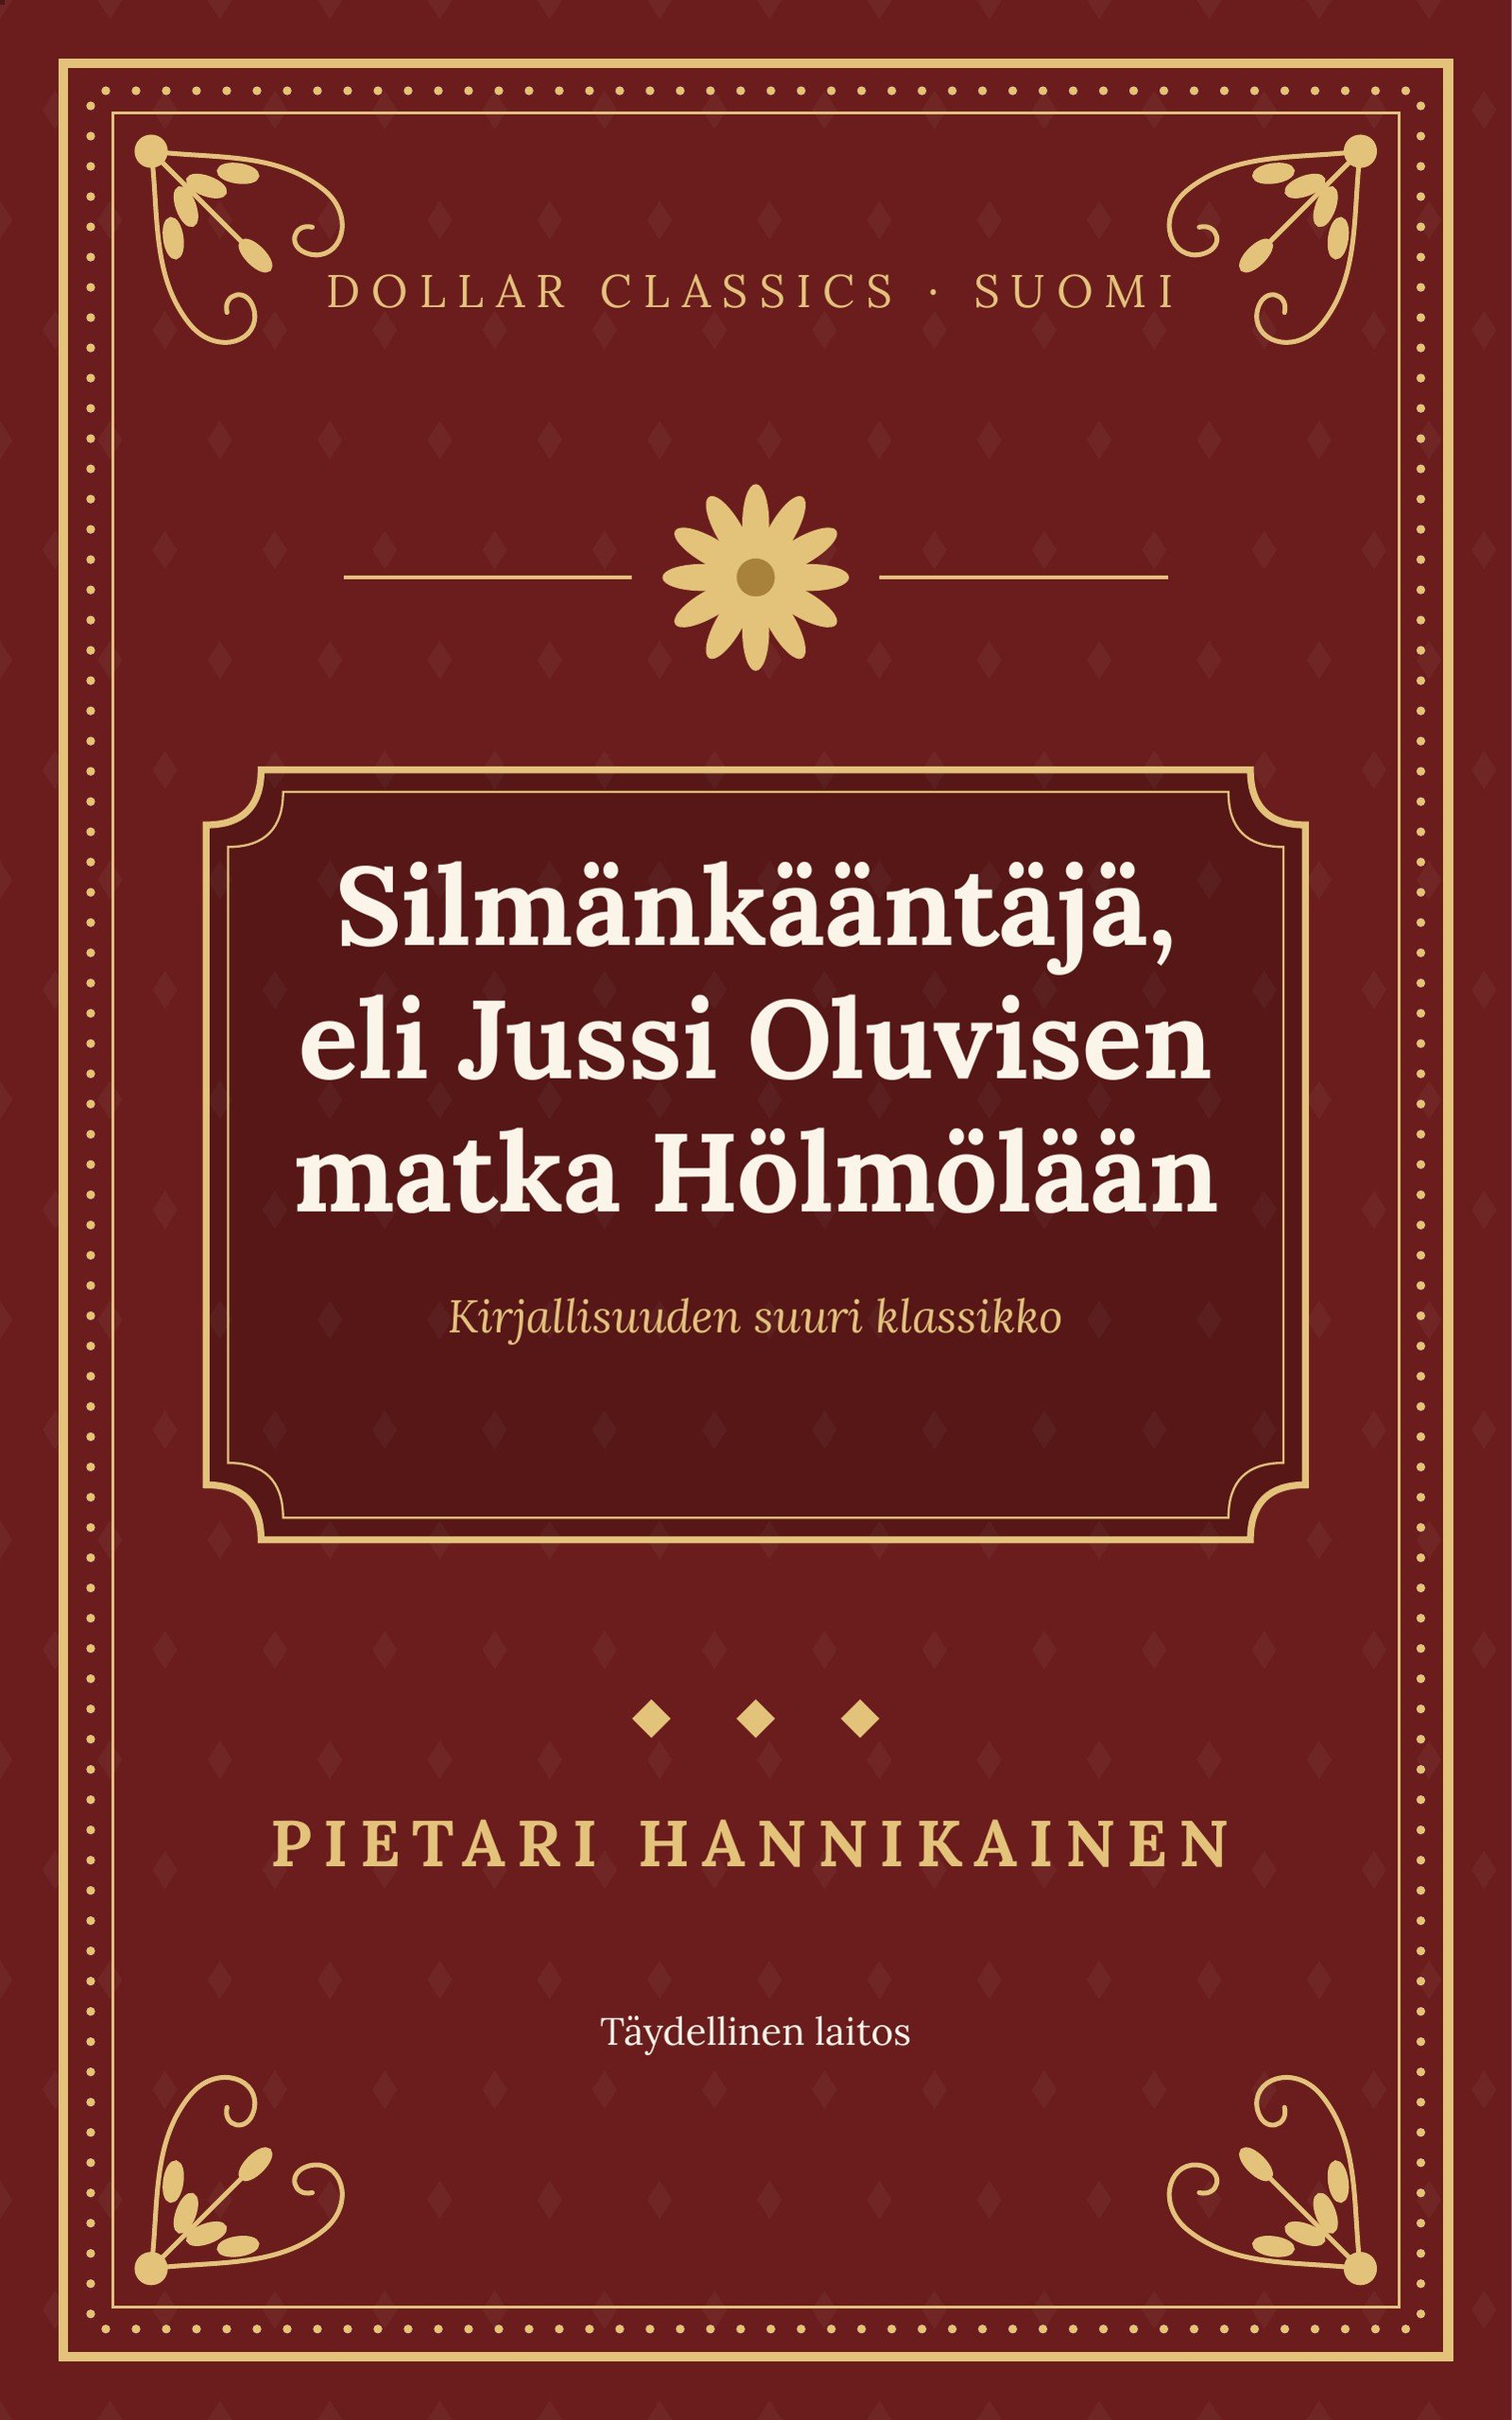 DOLLAR CLASSICS · SUOMI
Silmänkääntäjä,
eli Jussi Oluvisen
matka Hölmölään
Kirjallisuuden suuri klassikko
PIETARI HANNIKAINEN
Täydellinen laitos